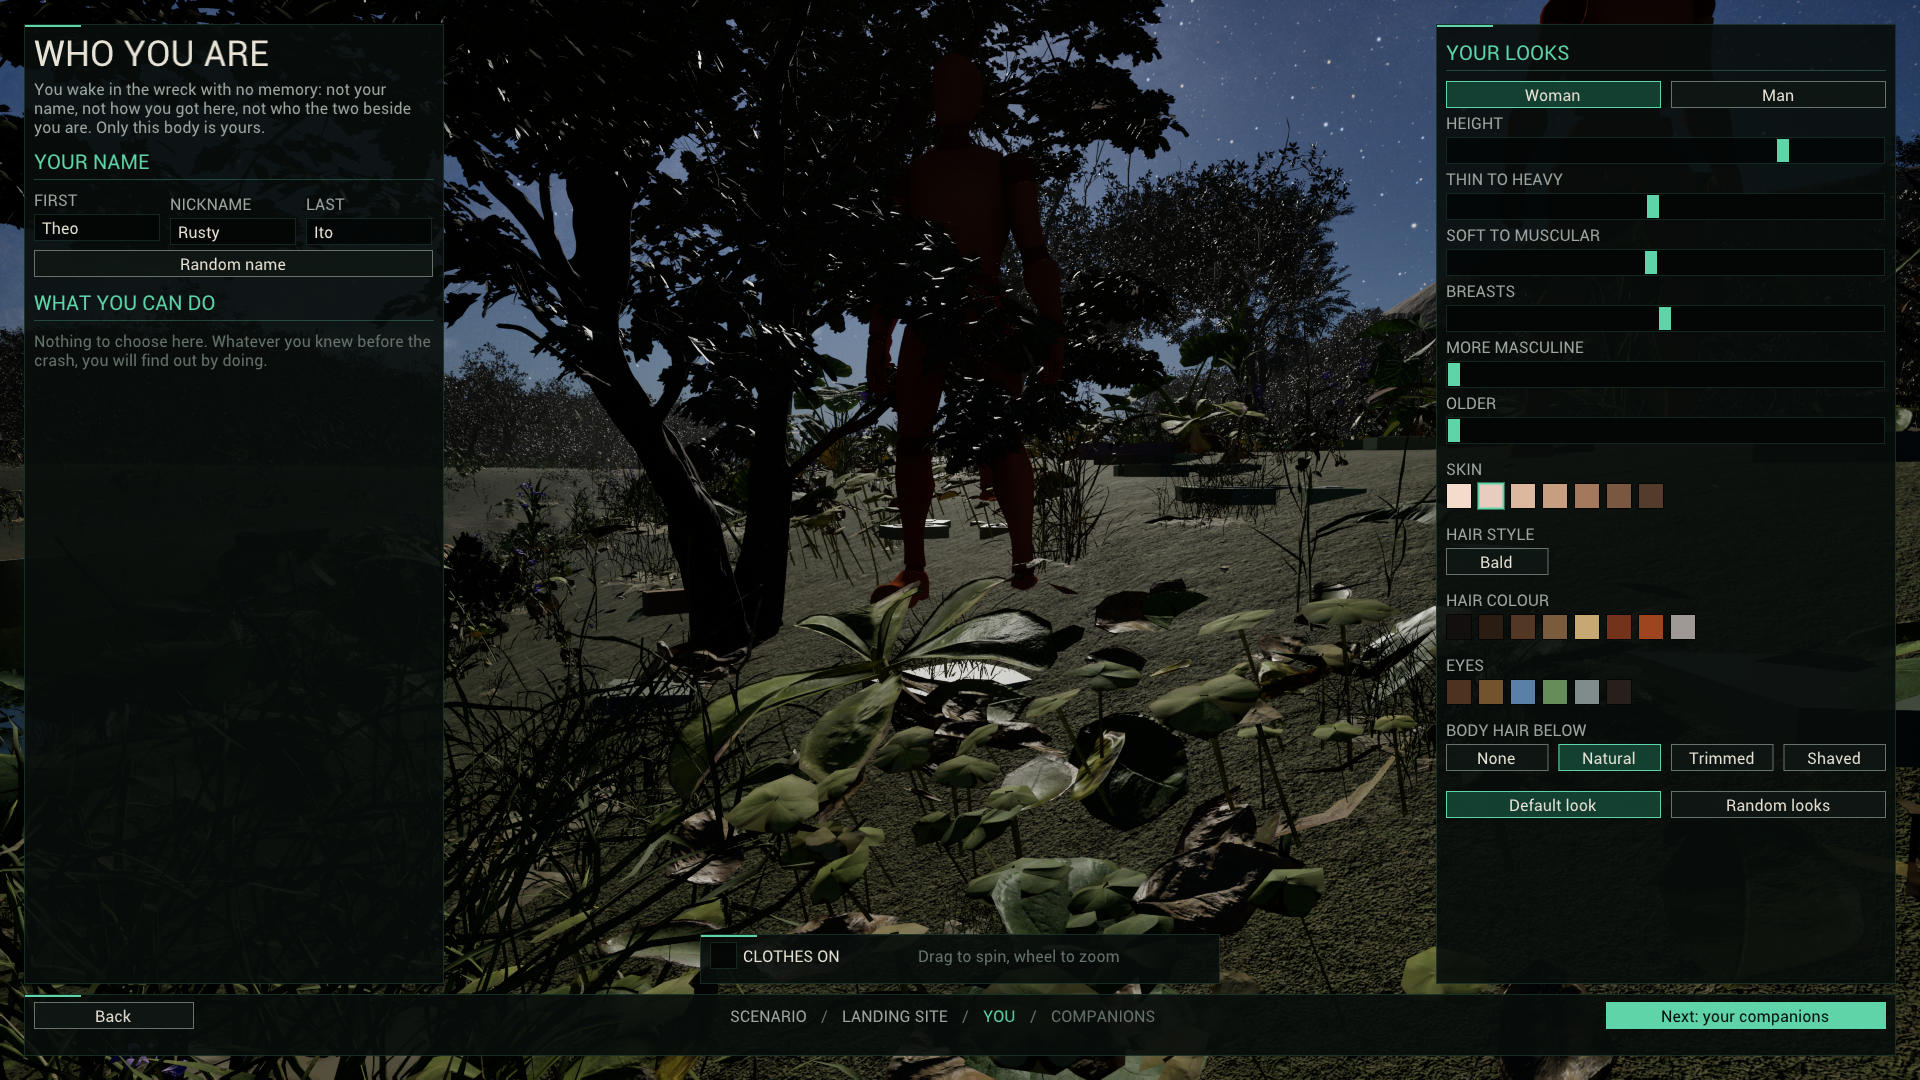 WHO YOU ARE
You wake in the wreck with no memory: not your
name, not how you got here, not who the two beside
you are. Only this body is yours.
YOUR NAME
FIRST
NICKNAME
LAST
Theo
Rusty
Ito
Random name
WHAT YOU CAN DO
Nothing to choose here. Whatever you knew before the
crash, you will find out by doing.
YOUR LOOKS
Woman
Man
HEIGHT
THIN TO HEAVY
SOFT TO MUSCULAR
BREASTS
MORE MASCULINE
OLDER
SKIN
HAIR STYLE
Bald
HAIR COLOUR
EYES
BODY HAIR BELOW
None
Natural
Trimmed
Shaved
Default look
Random looks
CLOTHES ON
Drag to spin, wheel to zoom
Back
SCENARIO / LANDING SITE / YOU / COMPANIONS
Next: your companions